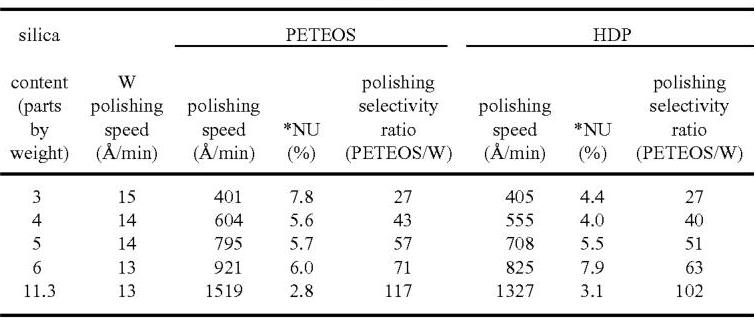 silica PETEOS HDP
content W polishing polishing
(parts polishing polishing selectivity polishing selectivity
by speed speed *NU ratio speed *NU ratio
weight) (Å/min) (Å/min) (%) (PETEOS/W) (Å/min) (%) (PETEOS/W)
3 15 401 7.8 27 405 4.4 27
4 14 604 5.6 43 555 4.0 40
5 14 795 5.7 57 708 5.5 51
6 13 921 6.0 71 825 7.9 63
11.3 13 1519 2.8 117 1327 3.1 102